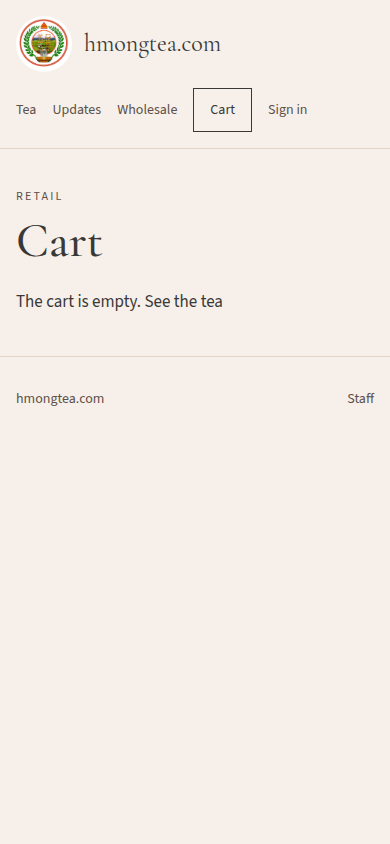 hmongtea.com
Tea Updates Wholesale Cart Sign in
RETAIL
Cart
The cart is empty. See the tea
hmongtea.com Staff